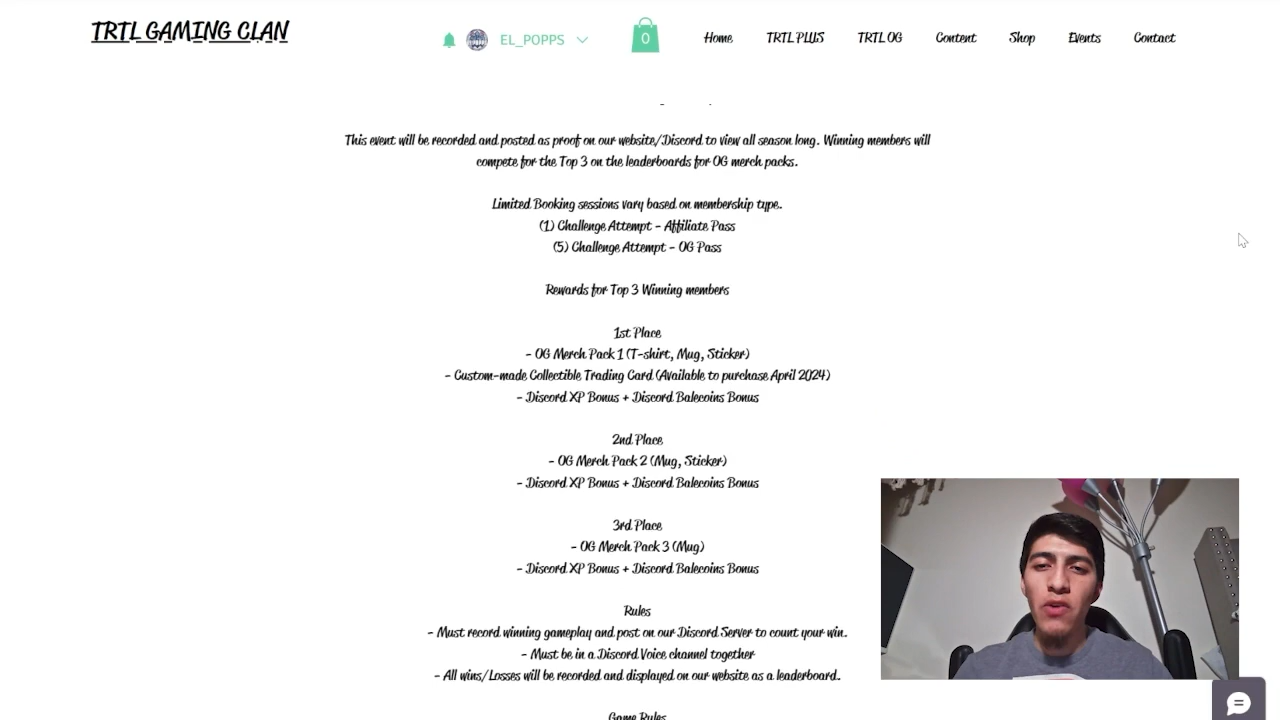 TRTL GAMING CLAN
EL_POPPS
0
Home
TRTL PLUS
TRTL OG
Content
Shop
Events
Contact
This event will be recorded and posted as proof on our website/Discord to view all season long. Winning members will
compete for the Top 3 on the leaderboards for OG merch packs.
Limited Booking sessions vary based on membership type.
(1) Challenge Attempt - Affiliate Pass
(5) Challenge Attempt - OG Pass
Rewards for Top 3 Winning members
1st Place
- OG Merch Pack 1 (T-shirt, Mug, Sticker)
- Custom-made Collectible Trading Card (Available to purchase April 2024)
- Discord XP Bonus + Discord Balecoins Bonus
2nd Place
- OG Merch Pack 2 (Mug, Sticker)
- Discord XP Bonus + Discord Balecoins Bonus
3rd Place
- OG Merch Pack 3 (Mug)
- Discord XP Bonus + Discord Balecoins Bonus
Rules
- Must record winning gameplay and post on our Discord Server to count your win.
- Must be in a Discord Voice channel together
- All wins/Losses will be recorded and displayed on our website as a leaderboard.
Game Rules